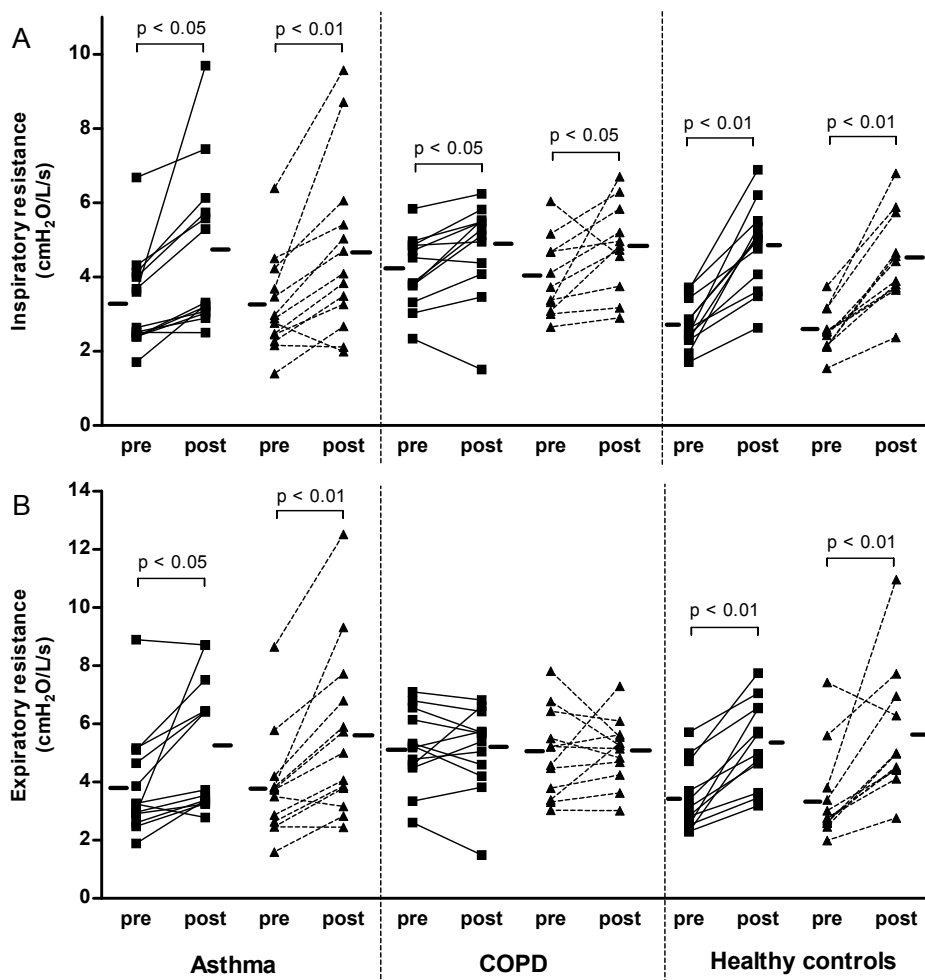 A
p < 0.05
p < 0.01
p < 0.05
p < 0.05
p < 0.01
p < 0.01
Inspiratory resistance
(cmH₂O/L/s)
10
8
6
4
2
0
pre post pre post pre post pre post pre post pre post
B
p < 0.05
p < 0.01
p < 0.01
p < 0.01
Expiratory resistance
(cmH₂O/L/s)
14
12
10
8
6
4
2
0
pre post pre post pre post pre post pre post pre post
Asthma COPD Healthy controls